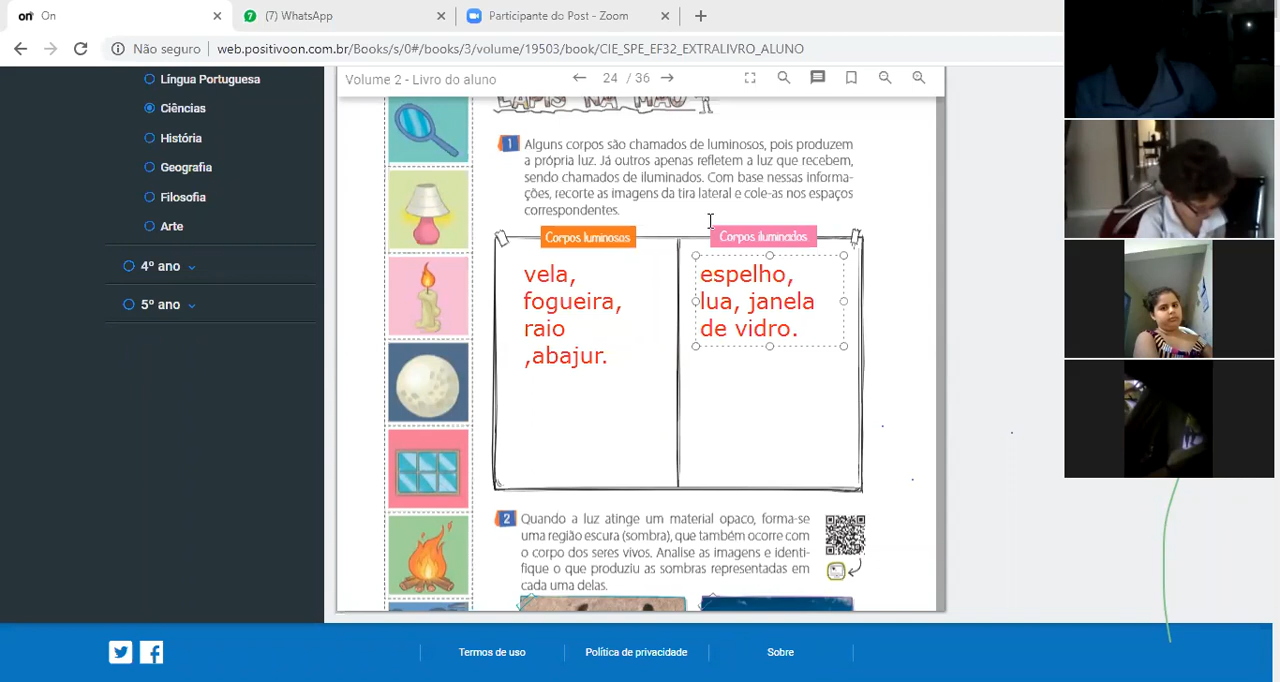 on On
(7) WhatsApp
Participante do Post - Zoom
Não seguro
web.positivoon.com.br/Books/s/0#/books/3/volume/19503/book/CIE_SPE_EF32_EXTRALIVRO_ALUNO
Língua Portuguesa
Ciências
História
Geografia
Filosofia
Arte
4º ano
5º ano
Volume 2 - Livro do aluno
24 / 36
LÁPIS NA MÃO
1 Alguns corpos são chamados de luminosos, pois produzem
a própria luz. Já outros apenas refletem a luz que recebem,
sendo chamados de iluminados. Com base nessas informa-
ções, recorte as imagens da tira lateral e cole-as nos espaços
correspondentes.
Corpos luminosos
vela,
fogueira,
raio
,abajur.
Corpos iluminados
espelho,
lua, janela
de vidro.
2 Quando a luz atinge um material opaco, forma-se
uma região escura (sombra), que também ocorre com
o corpo dos seres vivos. Analise as imagens e identi-
fique o que produziu as sombras representadas em
cada uma delas.
Termos de uso
Política de privacidade
Sobre